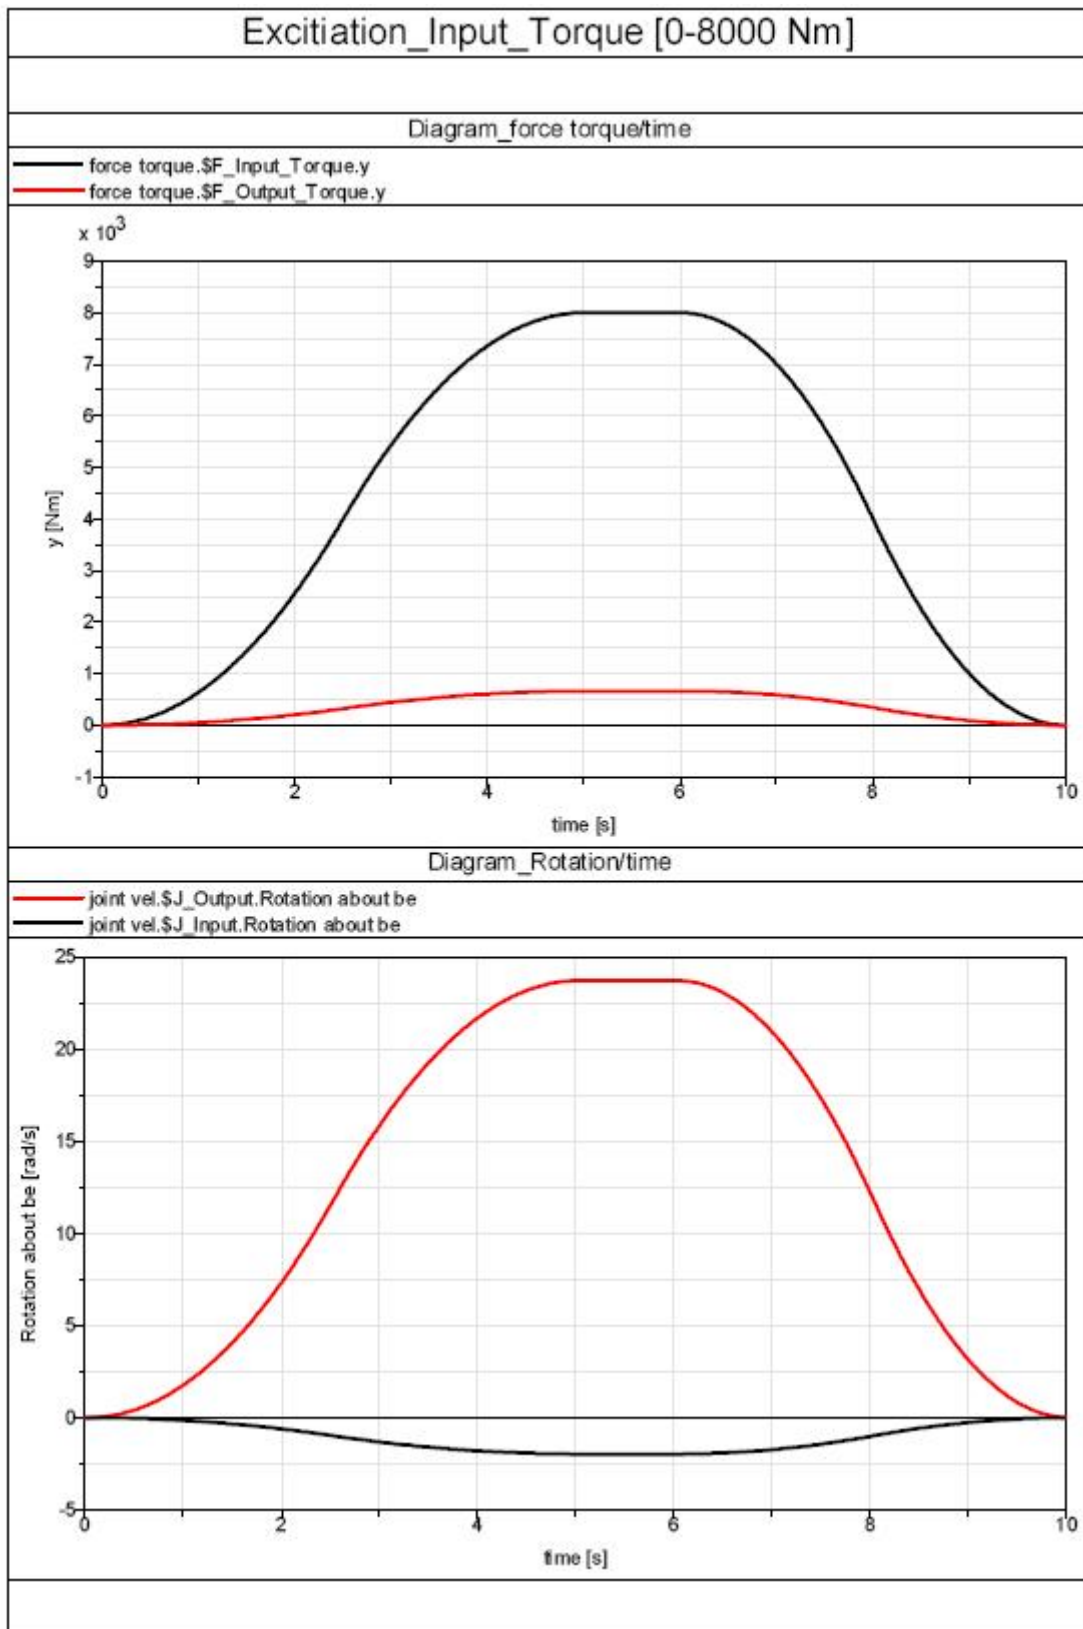 Excitiation_Input_Torque [0-8000 Nm]
Diagram_force torque/time
force torque.$F_Input_Torque.y
force torque.$F_Output_Torque.y
x 10³
9
8
7
6
5
4
3
2
1
0
-1
y [Nm]
0 2 4 6 8 10
time [s]
Diagram_Rotation/time
joint vel.$J_Output.Rotation about be
joint vel.$J_Input.Rotation about be
25
20
15
10
5
0
-5
Rotation about be [rad/s]
0 2 4 6 8 10
time [s]